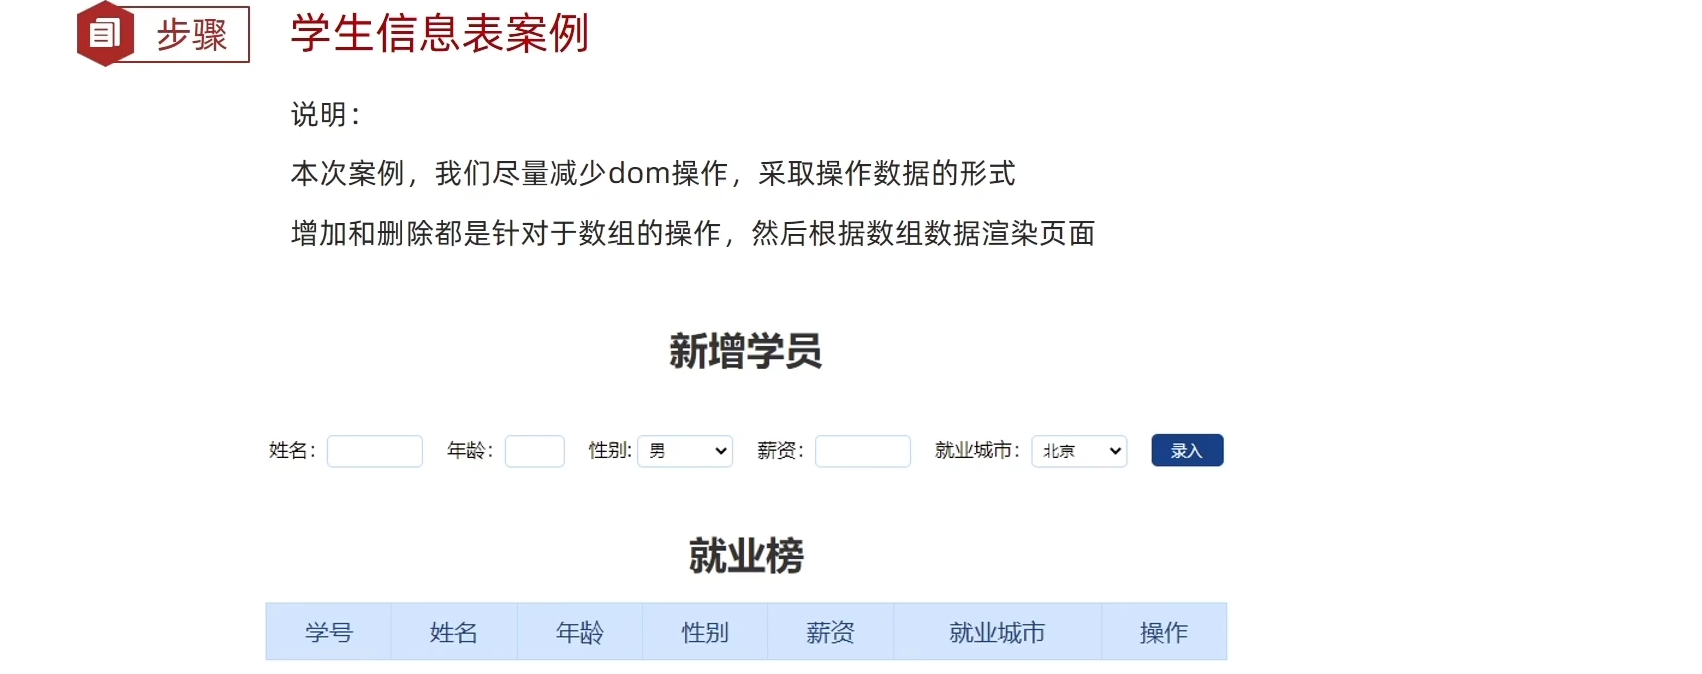 步骤 学生信息表案例
说明：
本次案例，我们尽量减少dom操作，采取操作数据的形式
增加和删除都是针对于数组的操作，然后根据数组数据渲染页面
新增学员
姓名： 年龄： 性别: 男 薪资： 就业城市： 北京 录入
就业榜
学号 姓名 年龄 性别 薪资 就业城市 操作